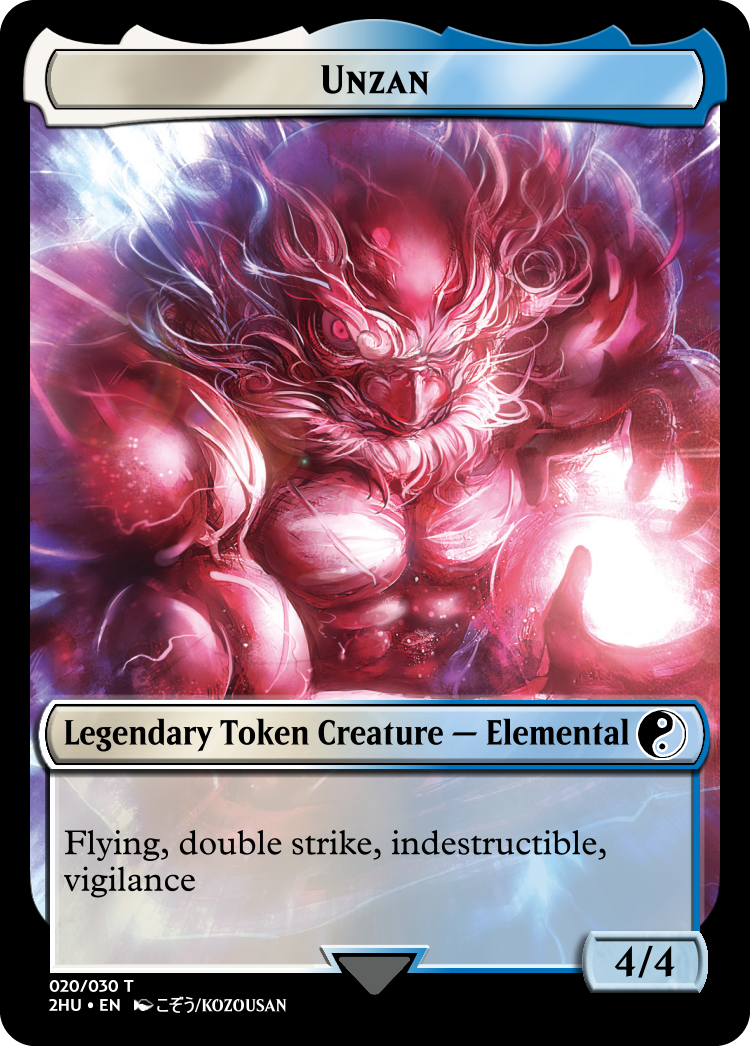 Unzan
Legendary Token Creature — Elemental
Flying, double strike, indestructible,
vigilance
4/4
020/030 T
2HU • EN こぞう/KOZOUSAN